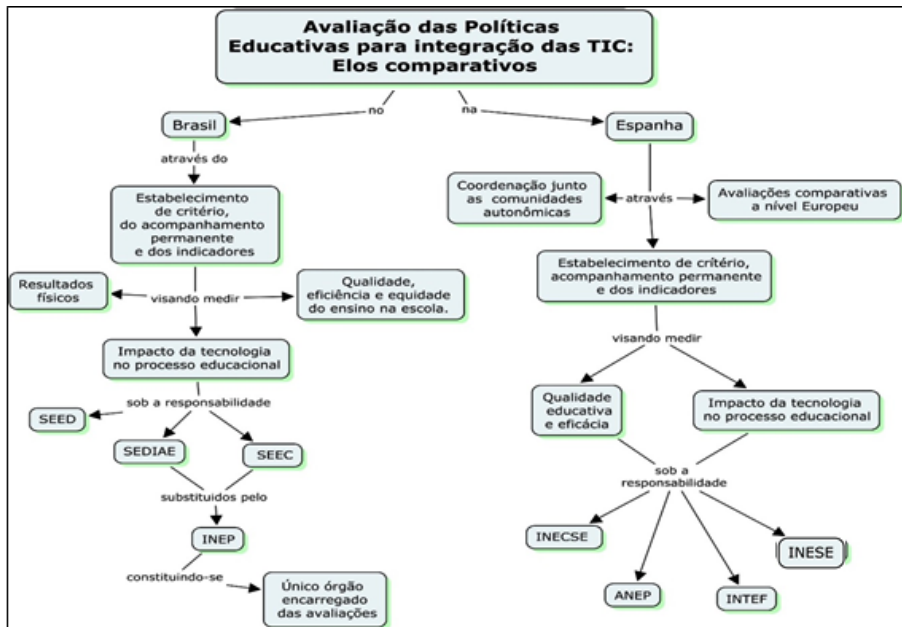 Avaliação das Políticas
Educativas para integração das TIC:
Elos comparativos
no
na
Brasil
Espanha
através do
Estabelecimento
de critério,
do acompanhamento
permanente
e dos indicadores
Coordenação junto
as comunidades
autonômicas
através
Avaliações comparativas
a nível Europeu
Resultados
físicos
visando medir
Qualidade,
eficiência e equidade
do ensino na escola.
Estabelecimento de crítério,
acompanhamento permanente
e dos indicadores
Impacto da tecnologia
no processo educacional
visando medir
sob a responsabilidade
Qualidade
educativa
e eficácia
Impacto da tecnologia
no processo educacional
SEED
SEDIAE
SEEC
sob a
responsabilidade
substituidos pelo
INEP
INECSE
INESE
constituindo-se
Único órgão
encarregado
das avaliações
ANEP
INTEF